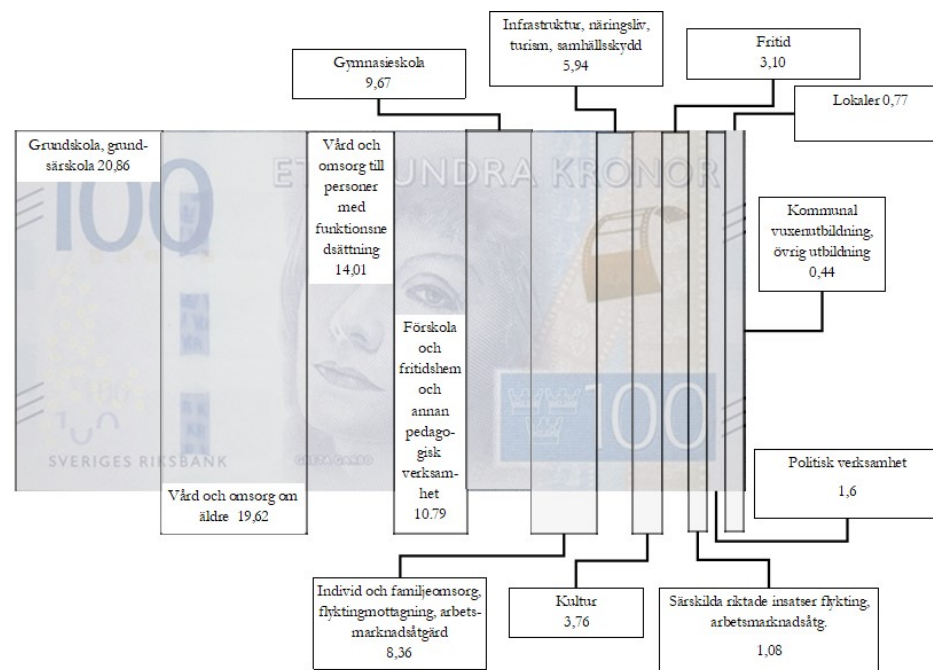 Infrastruktur, näringsliv,
turism, samhällsskydd
5,94
Fritid
3,10
Gymnasieskola
9,67
Lokaler 0,77
Grundskola, grund-
särskola 20,86
Vård och
omsorg till
personer
med
funktionsne
dsättning
14,01
ETT HUNDRA KRONOR
100
Kommunal
vuxenutbildning,
övrig utbildning
0,44
Förskola
och
fritidshem
och
annan
pedago-
gisk
verksam-
het
10.79
100
SVERIGES RIKSBANK
GRETA GARBO
Politisk verksamhet
1,6
Vård och omsorg om
äldre 19,62
Individ och familjeomsorg,
flyktingmottagning, arbets-
marknadsåtgärd
8,36
Kultur
3,76
Särskilda riktade insatser flykting,
arbetsmarknadsåtg.
1,08